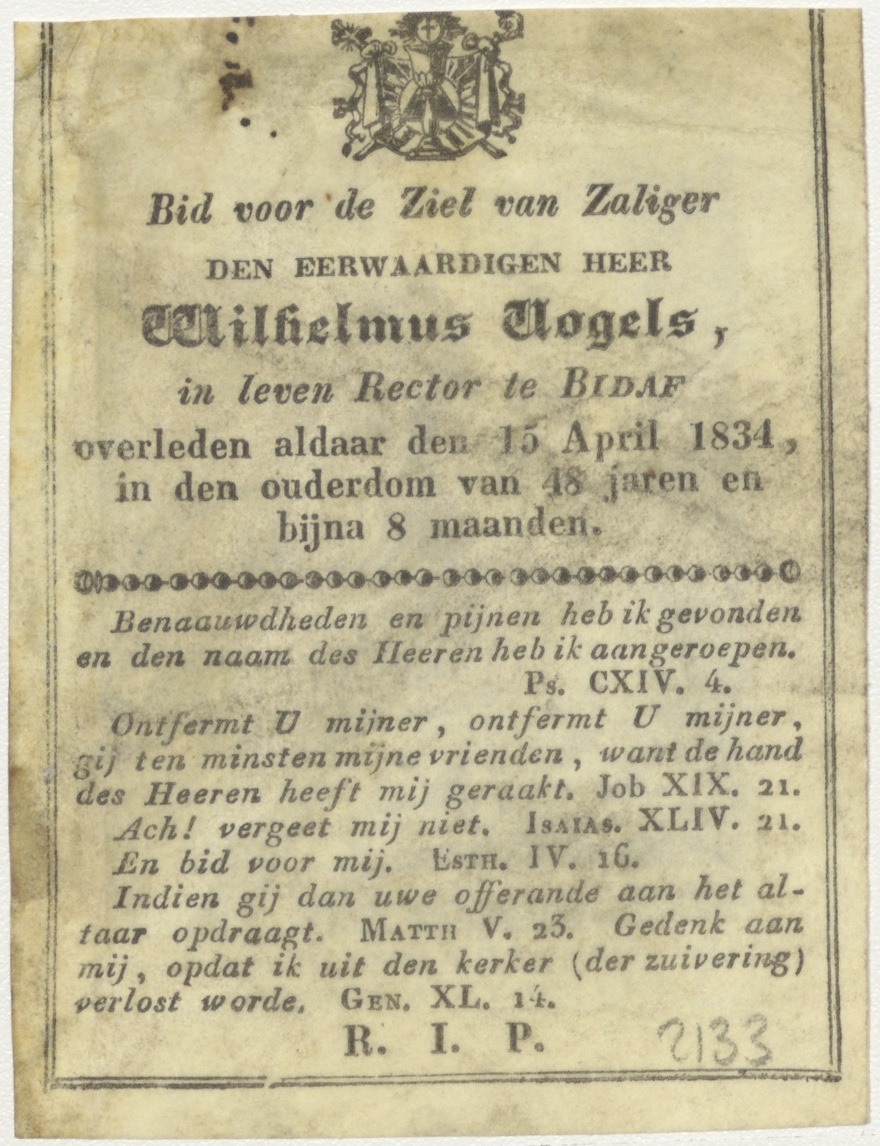 Bid voor de Ziel van Zaliger
DEN EERWAARDIGEN HEER
Wilhelmus Vogels,
in leven Rector te BIDAF
overleden aldaar den 15 April 1834,
in den ouderdom van 48 jaren en
bijna 8 maanden.
Benaauwdheden en pijnen heb ik gevonden
en den naam des Heeren heb ik aangeroepen.
Ps. CXIV. 4.
Ontfermt U mijner, ontfermt U mijner,
gij ten minsten mijne vrienden, want de hand
des Heeren heeft mij geraakt. Job XIX. 21.
Ach! vergeet mij niet. ISAIAS. XLIV. 21.
En bid voor mij. ESTH. IV. 16.
Indien gij dan uwe offerande aan het al-
taar opdraagt. MATTH V. 23. Gedenk aan
mij, opdat ik uit den kerker (der zuivering)
verlost worde. GEN. XL. 14.
R. I. P.
2133